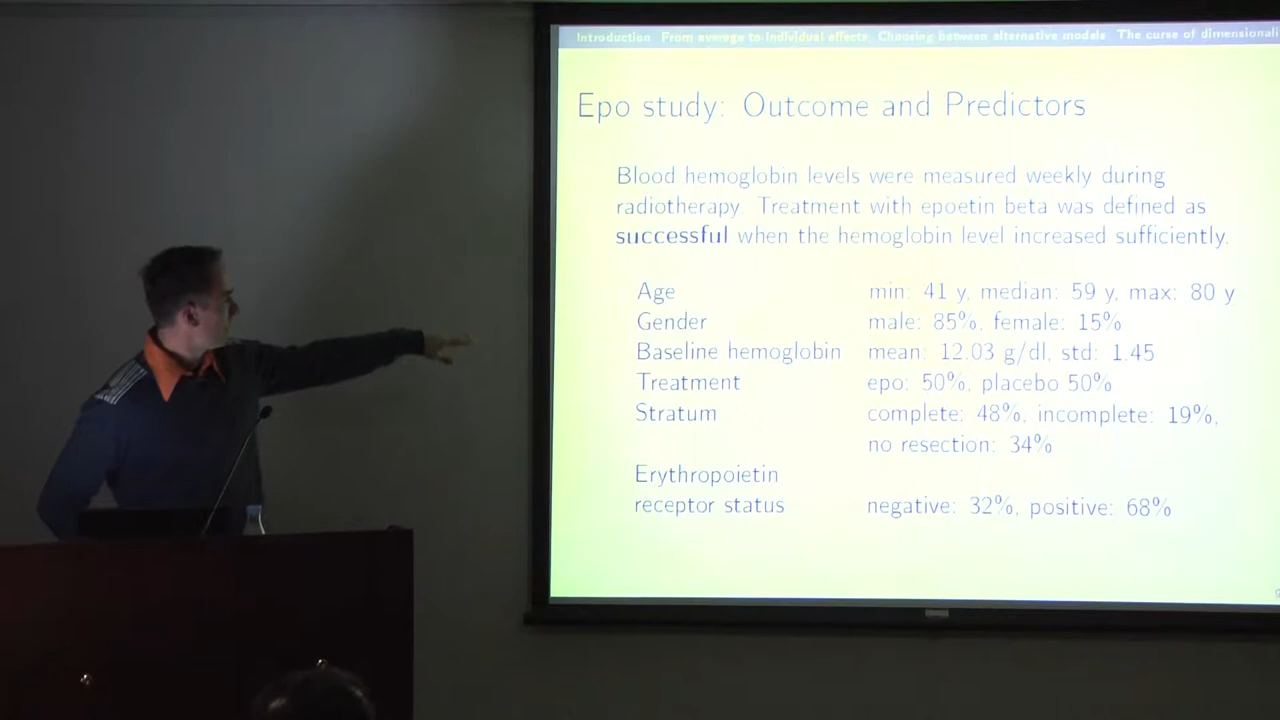 Introduction From average to individual effects Choosing between alternative models The curse of dimensionali
Epo study: Outcome and Predictors
Blood hemoglobin levels were measured weekly during
radiotherapy. Treatment with epoetin beta was defined as
successful when the hemoglobin level increased sufficiently.
Age min: 41 y, median: 59 y, max: 80 y
Gender male: 85%, female: 15%
Baseline hemoglobin mean: 12.03 g/dl, std: 1.45
Treatment epo: 50%, placebo 50%
Stratum complete: 48%, incomplete: 19%,
no resection: 34%
Erythropoietin
receptor status negative: 32%, positive: 68%